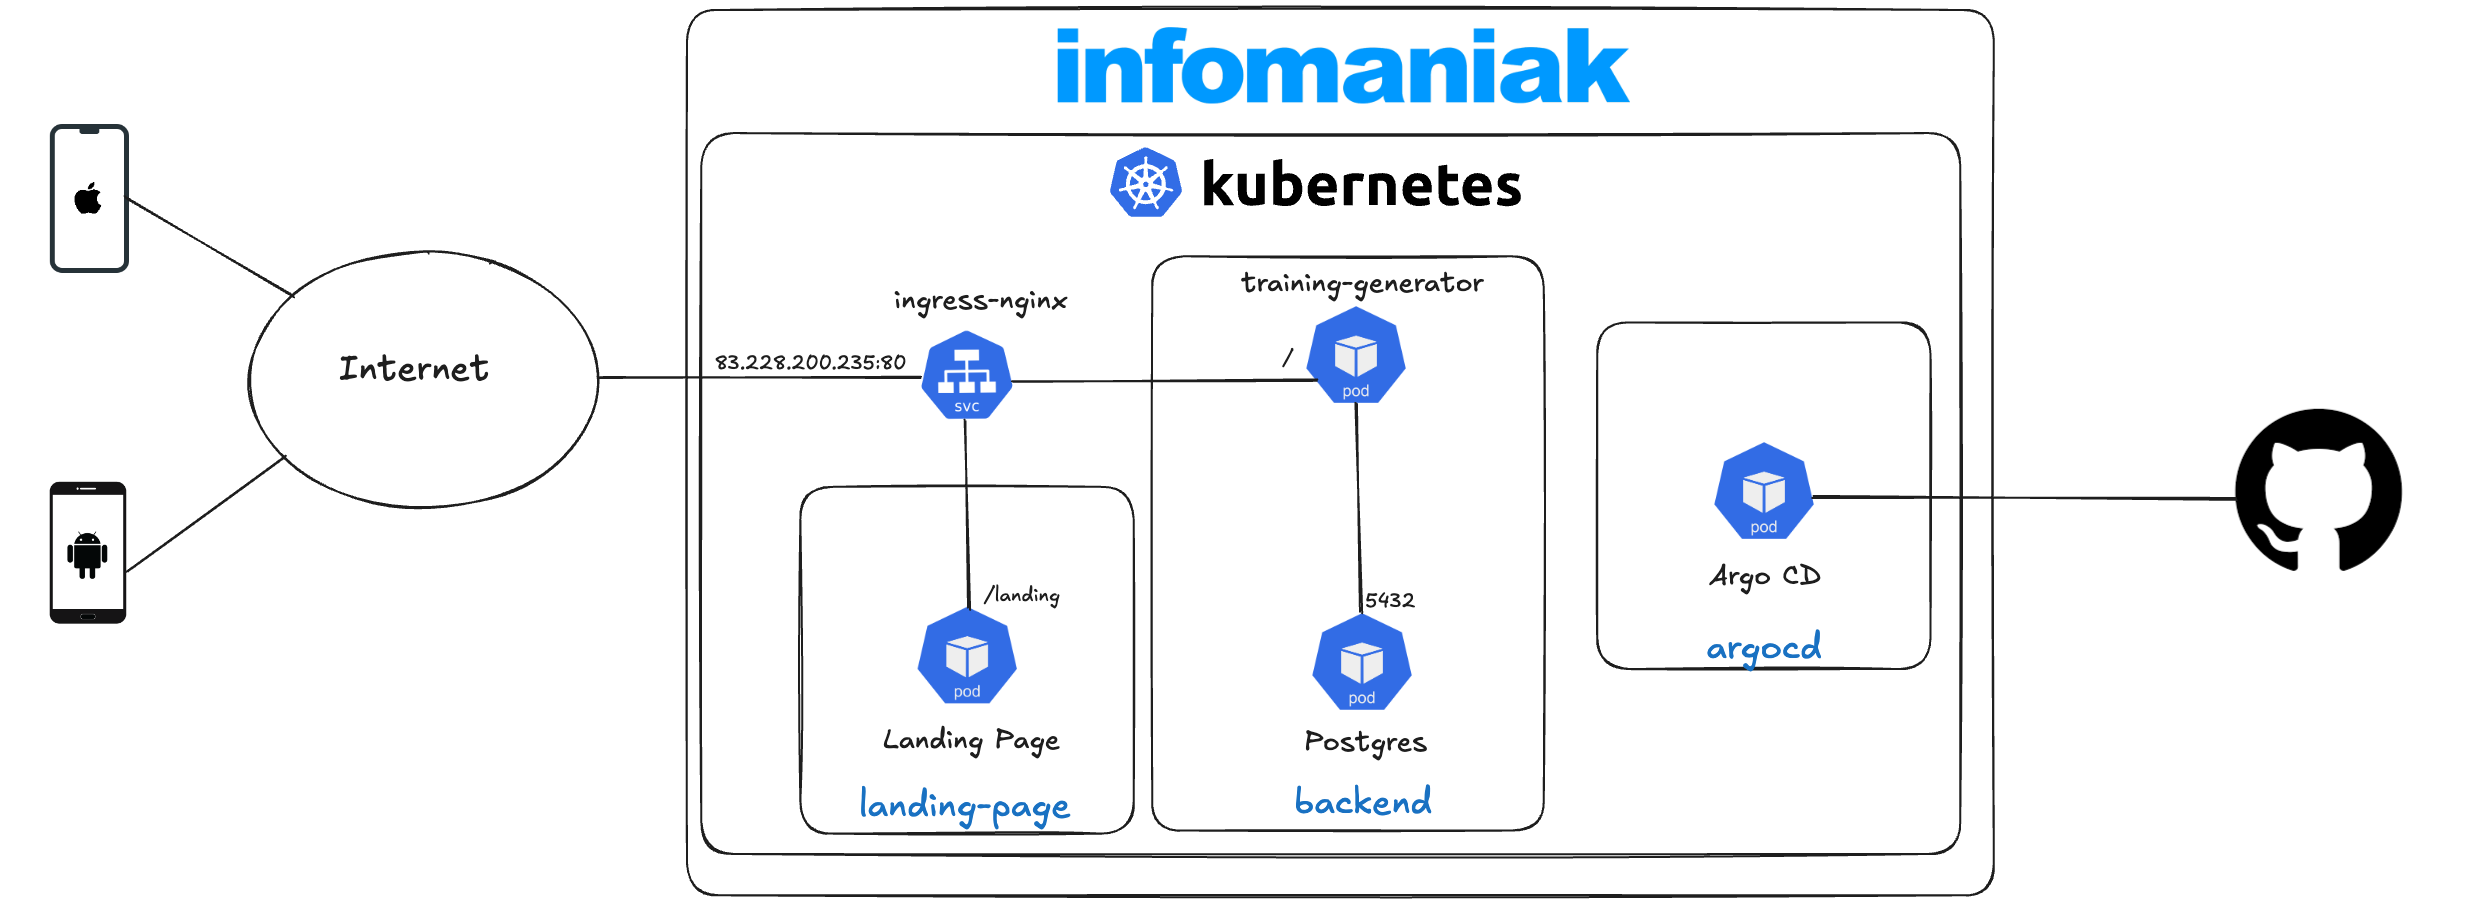 infomaniak
kubernetes
training-generator
ingress-nginx
83.228.200.235:80
/
Internet
pod
svc
pod
Argo CD
/landing
5432
argocd
pod
pod
Landing Page
Postgres
landing-page
backend